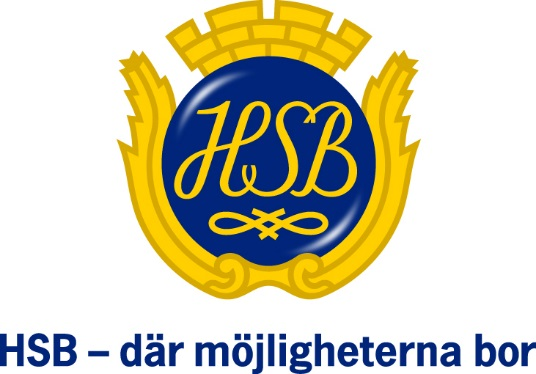 HSB
HSB – där möjligheterna bor